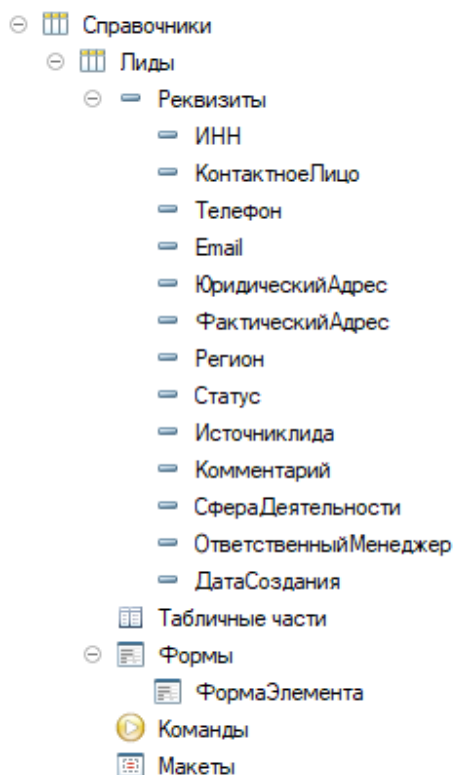 Справочники
Лиды
Реквизиты
ИНН
КонтактноеЛицо
Телефон
Email
ЮридическийАдрес
ФактическийАдрес
Регион
Статус
Источниклида
Комментарий
СфераДеятельности
ОтветственныйМенеджер
ДатаСоздания
Табличные части
Формы
ФормаЭлемента
Команды
Макеты